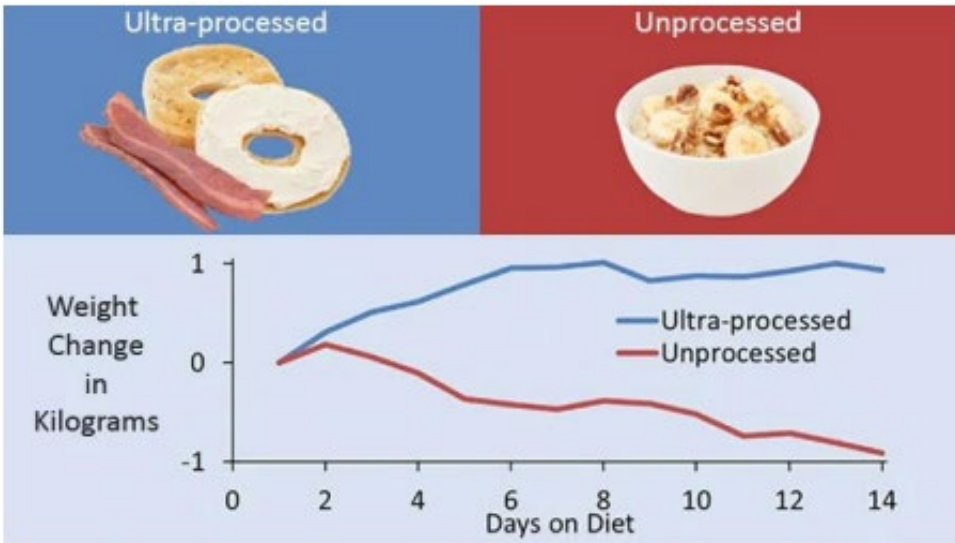 Ultra-processed
Unprocessed
1
Weight
Change
in
Kilograms
0
-1
Ultra-processed
Unprocessed
0 2 4 6 8 10 12 14
Days on Diet